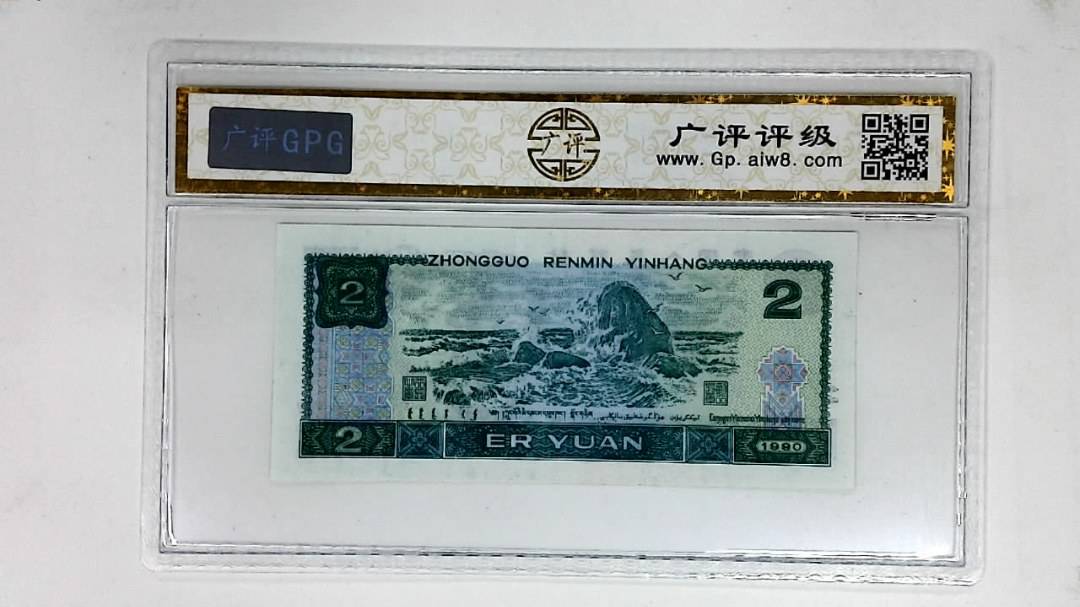 广评GPG
广评
广评评级
www.Gp.aiw8.com
ZHONGGUO RENMIN YINHANG
2
2
2
ER YUAN
1980